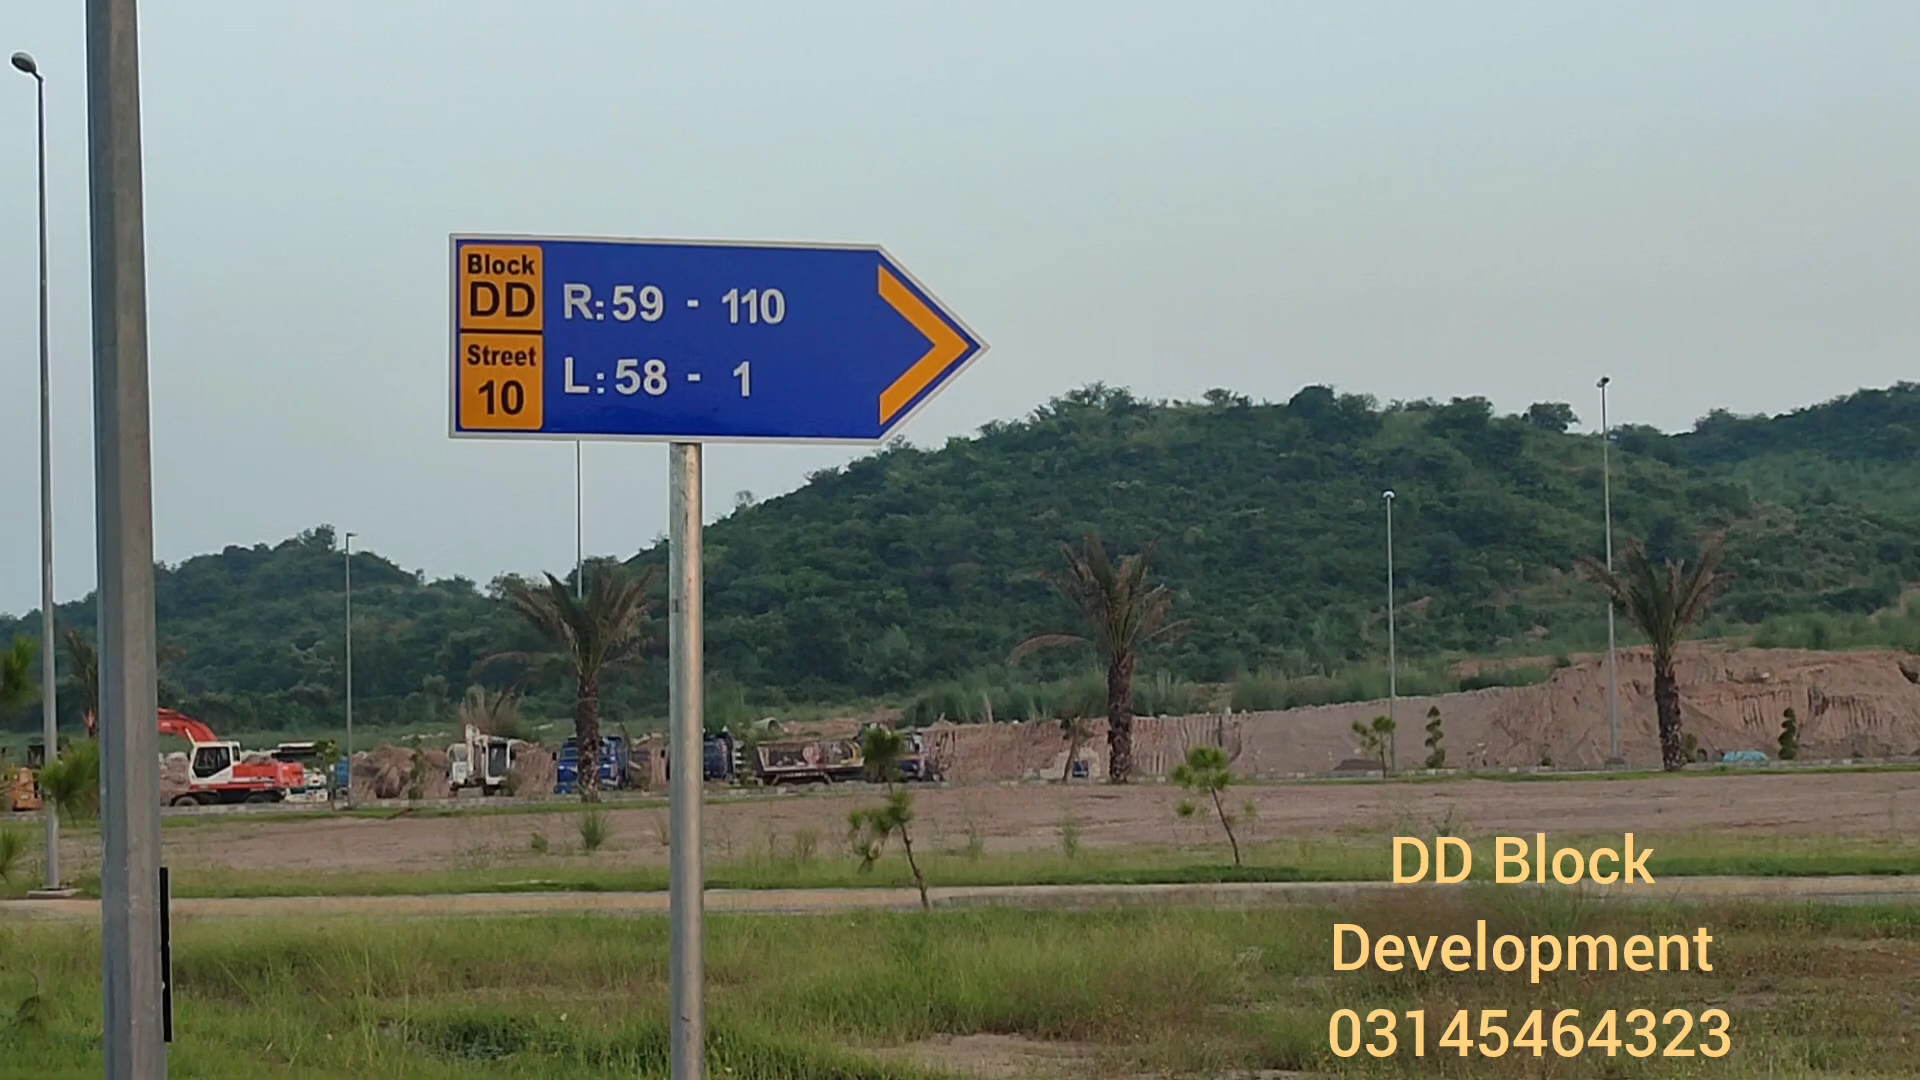 Block
DD
R: 59 - 110
Street
10
L: 58 - 1
DD Block
Development
03145464323